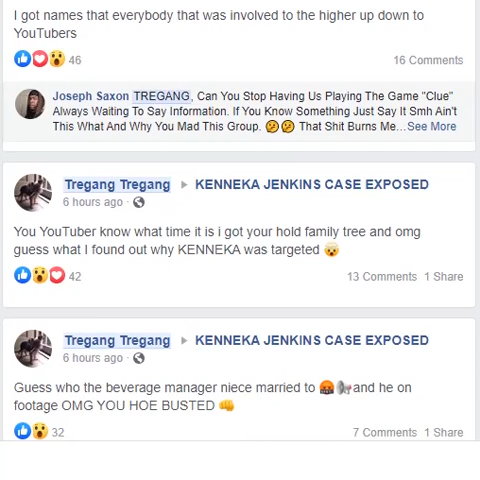 I got names that everybody that was involved to the higher up down to
YouTubers
46
16 Comments
Joseph Saxon TREGANG, Can You Stop Having Us Playing The Game "Clue"
Always Waiting To Say Information. If You Know Something Just Say It Smh Ain't
This What And Why You Mad This Group. 🤔🤔 That Shit Burns Me...See More
Tregang Tregang ▸ KENNEKA JENKINS CASE EXPOSED
6 hours ago ·
You YouTuber know what time it is i got your hold family tree and omg
guess what I found out why KENNEKA was targeted 🤯
42
13 Comments 1 Share
Tregang Tregang ▸ KENNEKA JENKINS CASE EXPOSED
6 hours ago ·
Guess who the beverage manager niece married to 🤬 and he on
footage OMG YOU HOE BUSTED 👊
32
7 Comments 1 Share